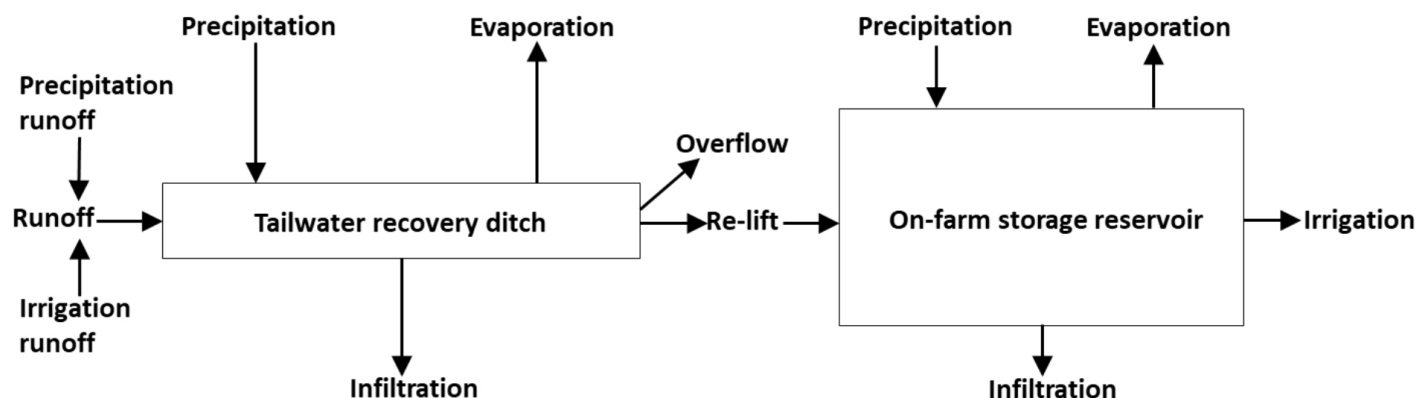 Precipitation
Evaporation
Precipitation
Evaporation
Precipitation
runoff
Overflow
Runoff
Tailwater recovery ditch
Re-lift
On-farm storage reservoir
Irrigation
Irrigation
runoff
Infiltration
Infiltration